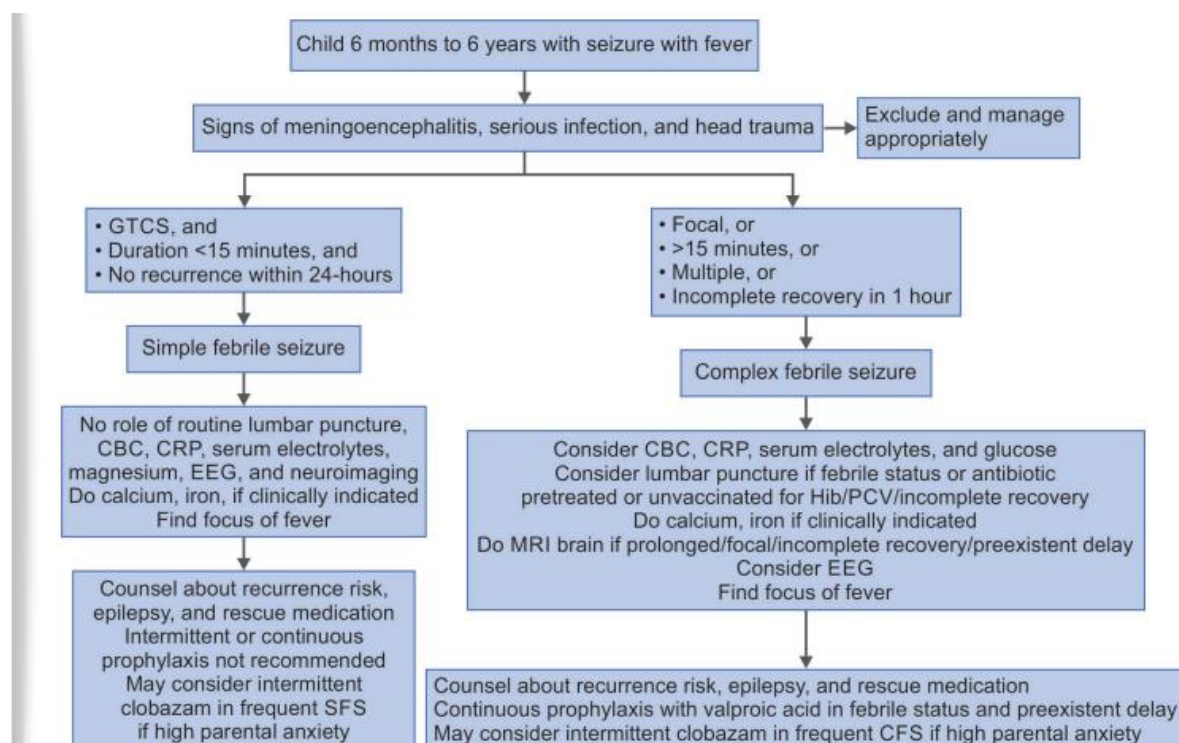 Child 6 months to 6 years with seizure with fever
Signs of meningoencephalitis, serious infection, and head trauma
Exclude and manage
appropriately
• GTCS, and
• Duration <15 minutes, and
• No recurrence within 24-hours
• Focal, or
• >15 minutes, or
• Multiple, or
• Incomplete recovery in 1 hour
Simple febrile seizure
Complex febrile seizure
No role of routine lumbar puncture,
CBC, CRP, serum electrolytes,
magnesium, EEG, and neuroimaging
Do calcium, iron, if clinically indicated
Find focus of fever
Consider CBC, CRP, serum electrolytes, and glucose
Consider lumbar puncture if febrile status or antibiotic
pretreated or unvaccinated for Hib/PCV/incomplete recovery
Do calcium, iron if clinically indicated
Do MRI brain if prolonged/focal/incomplete recovery/preexistent delay
Consider EEG
Find focus of fever
Counsel about recurrence risk,
epilepsy, and rescue medication
Intermittent or continuous
prophylaxis not recommended
May consider intermittent
clobazam in frequent SFS
if high parental anxiety
Counsel about recurrence risk, epilepsy, and rescue medication
Continuous prophylaxis with valproic acid in febrile status and preexistent delay
May consider intermittent clobazam in frequent CFS if high parental anxiety